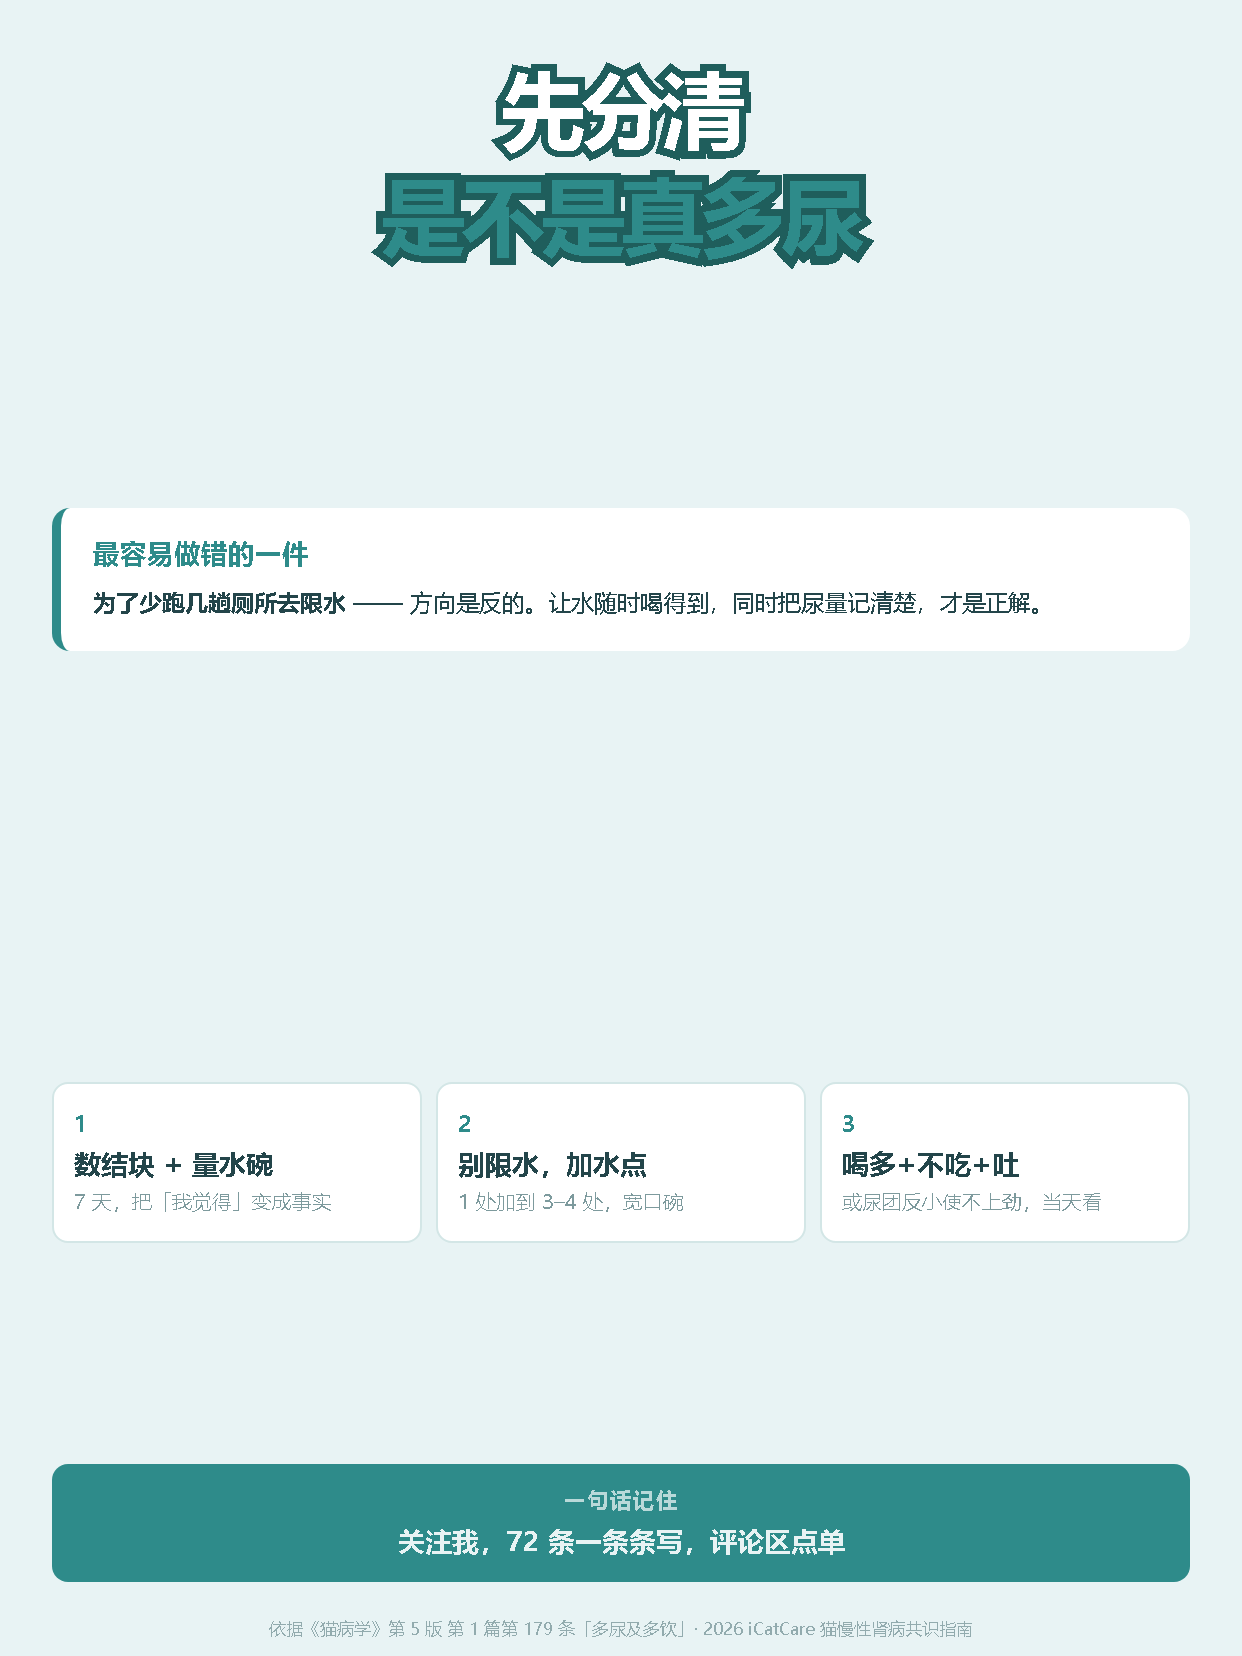 先分清
是不是真多尿
最容易做错的一件
为了少跑几趟厕所去限水 —— 方向是反的。让水随时喝得到，同时把尿量记清楚，才是正解。
1
数结块 + 量水碗
7 天，把「我觉得」变成事实
2
别限水，加水点
1 处加到 3–4 处，宽口碗
3
喝多+不吃+吐
或尿团反小使不上劲，当天看
一句话记住
关注我，72 条一条条写，评论区点单
依据《猫病学》第 5 版 第 1 篇第 179 条「多尿及多饮」· 2026 iCatCare 猫慢性肾病共识指南